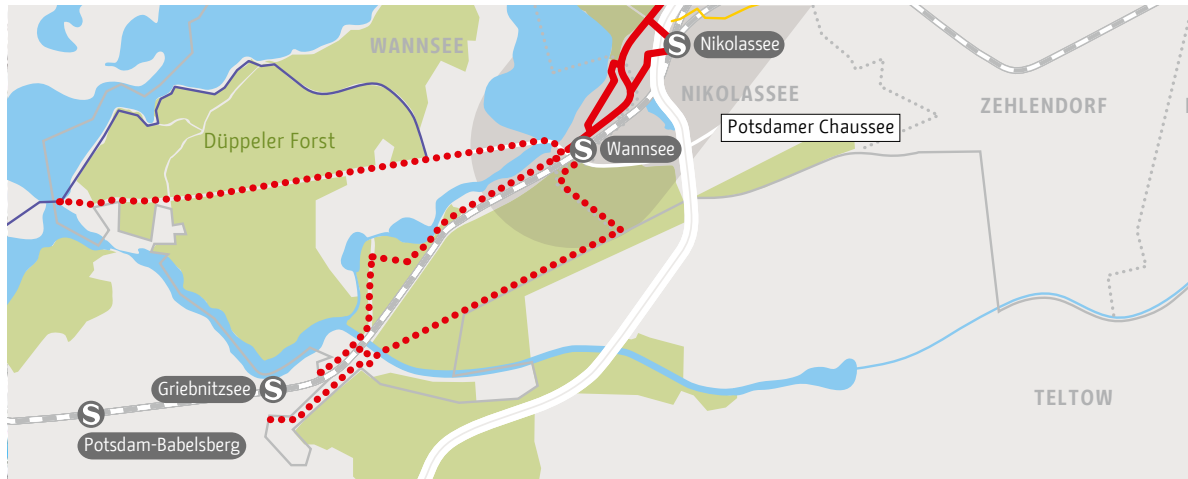 WANNSEE
S Nikolassee
NIKOLASSEE
ZEHLENDORF
Potsdamer Chaussee
Düppeler Forst
S Wannsee
Griebnitzsee S
TELTOW
S
Potsdam-Babelsberg